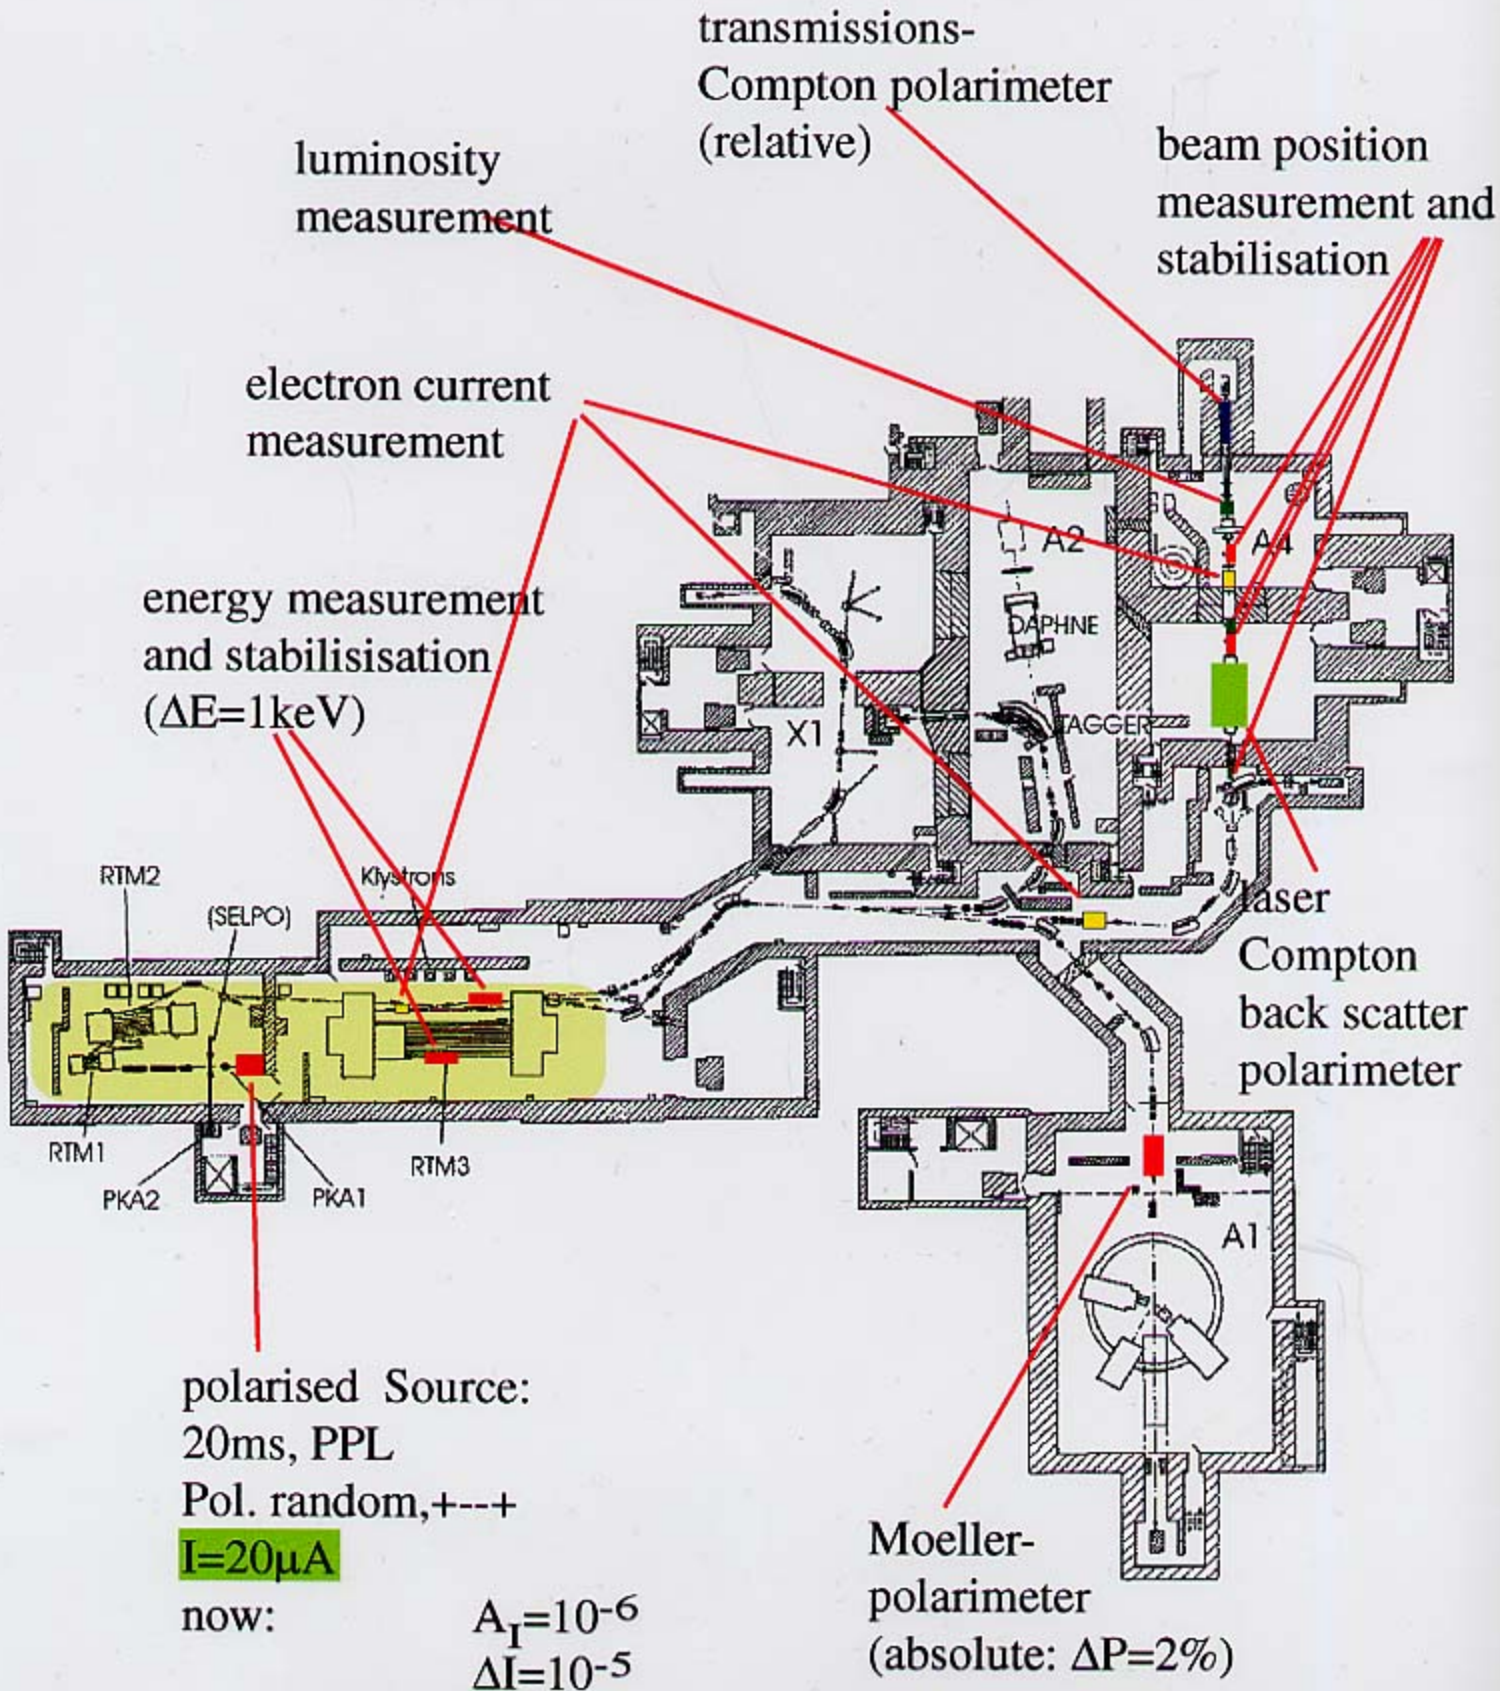 transmissions-
Compton polarimeter
(relative)
luminosity
measurement
beam position
measurement and
stabilisation
electron current
measurement
energy measurement
and stabilisisation
(ΔE=1keV)
A2
A4
DAPHNE
X1
TAGGER
RTM2
(SELPO)
Klystrons
laser
Compton
back scatter
polarimeter
RTM1
PKA2
PKA1
RTM3
A1
polarised Source:
20ms, PPL
Pol. random,+--+
I=20µA
now:
A_I=10^-6
ΔI=10^-5
Moeller-
polarimeter
(absolute: ΔP=2%)